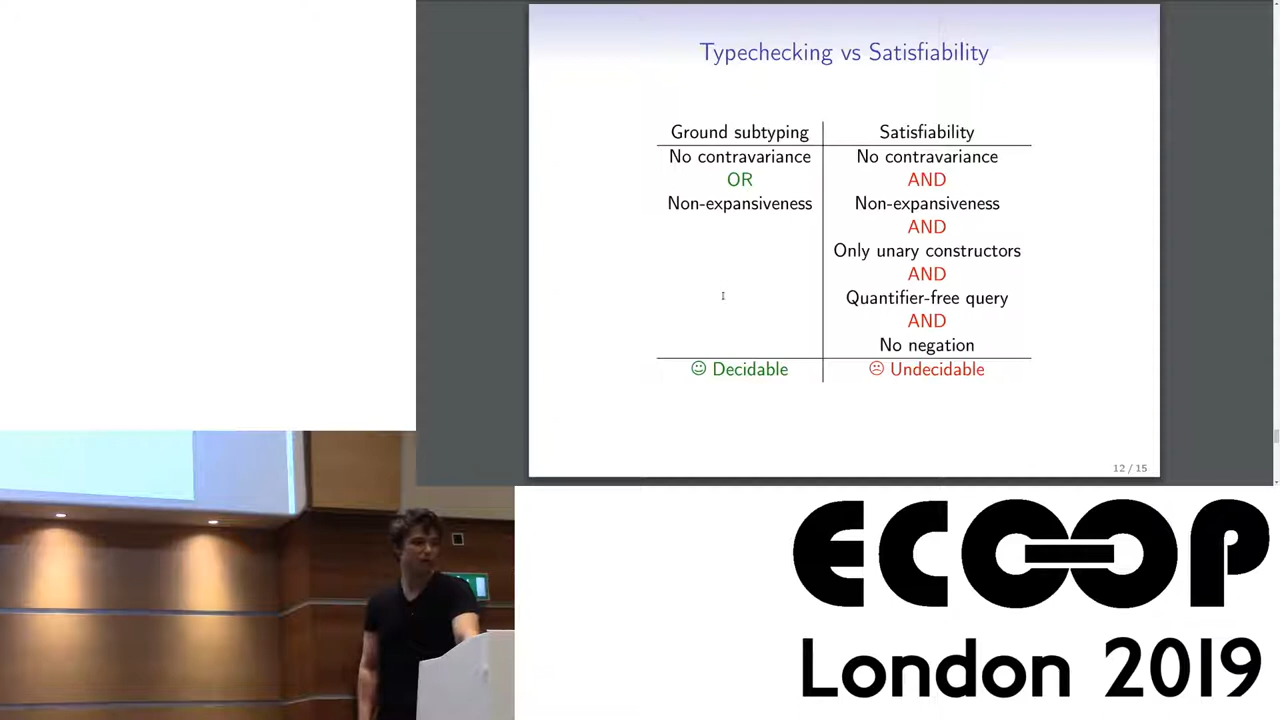 Typechecking vs Satisfiability
Ground subtyping Satisfiability
No contravariance No contravariance
OR AND
Non-expansiveness Non-expansiveness
AND
Only unary constructors
AND
Quantifier-free query
AND
No negation
☺ Decidable ☹ Undecidable
12 / 15
ECOOP
London 2019